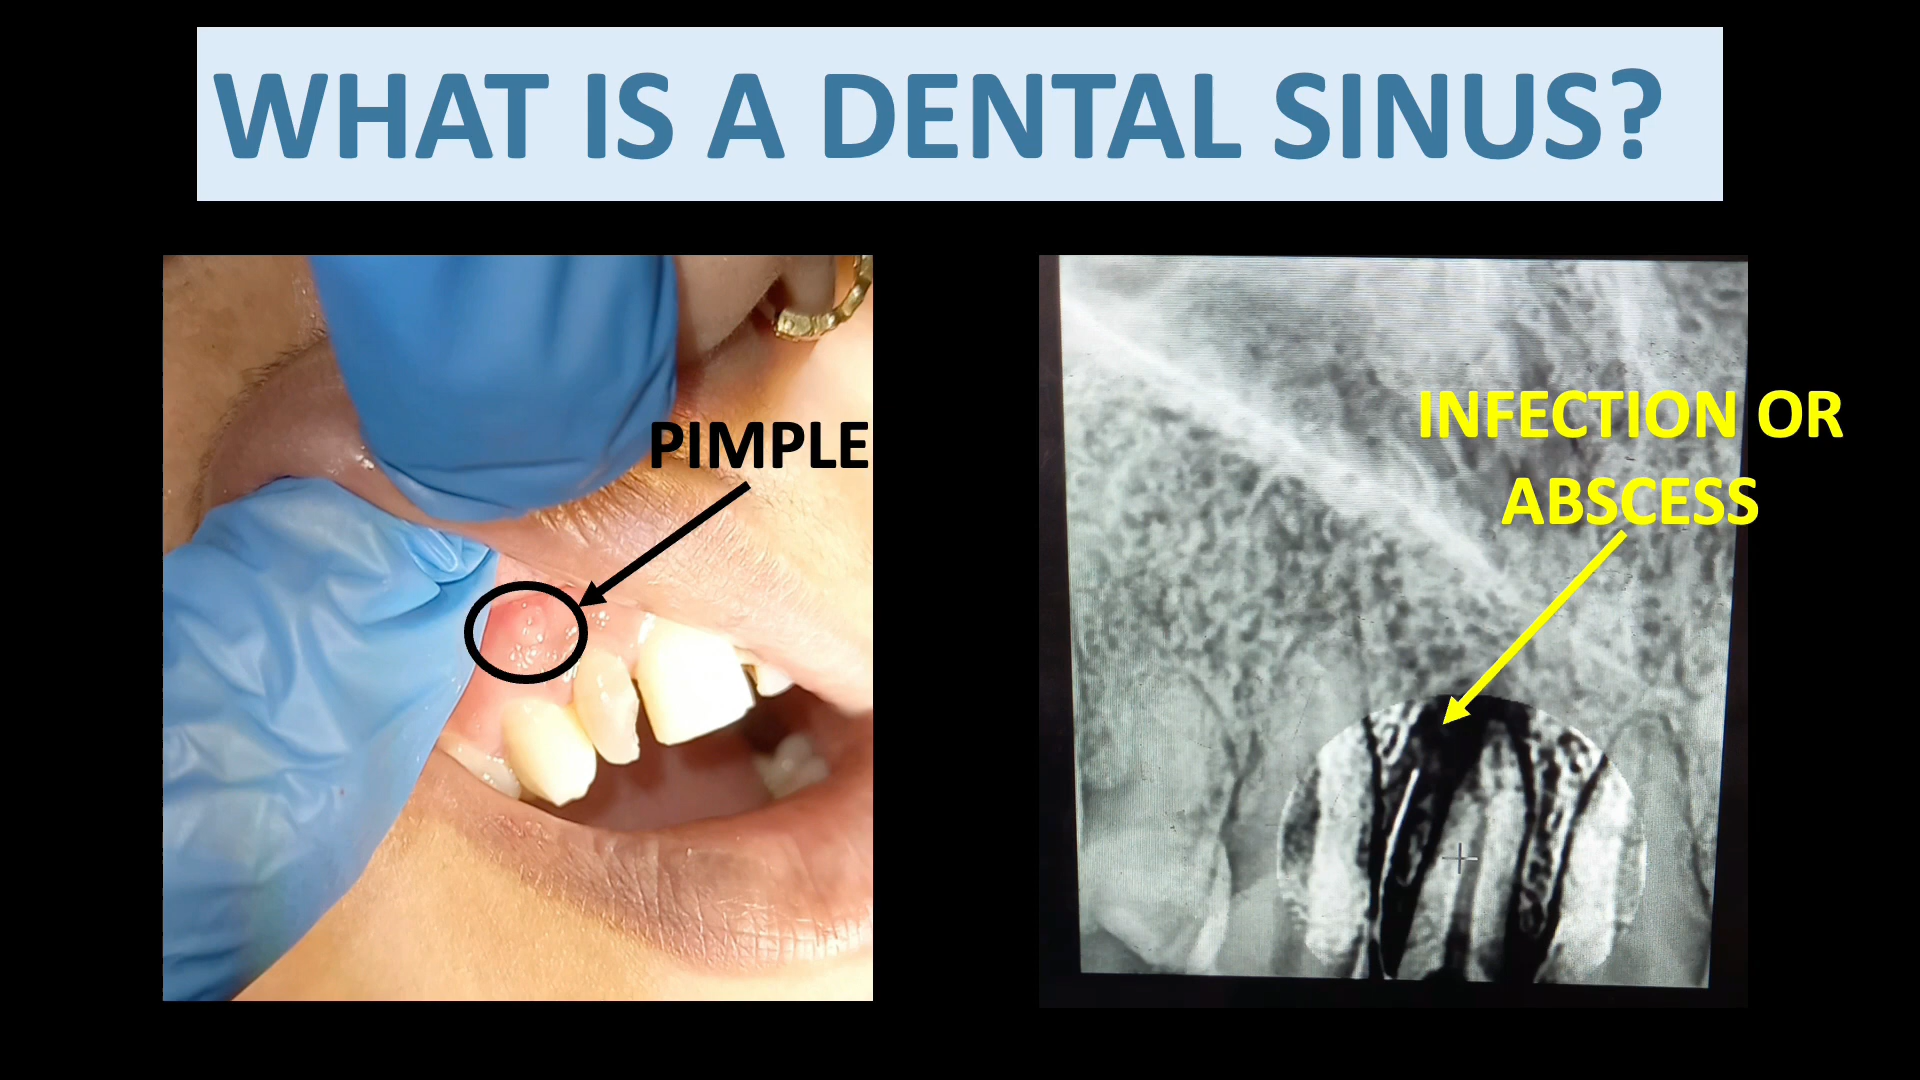 WHAT IS A DENTAL SINUS?
PIMPLE
INFECTION OR
ABSCESS